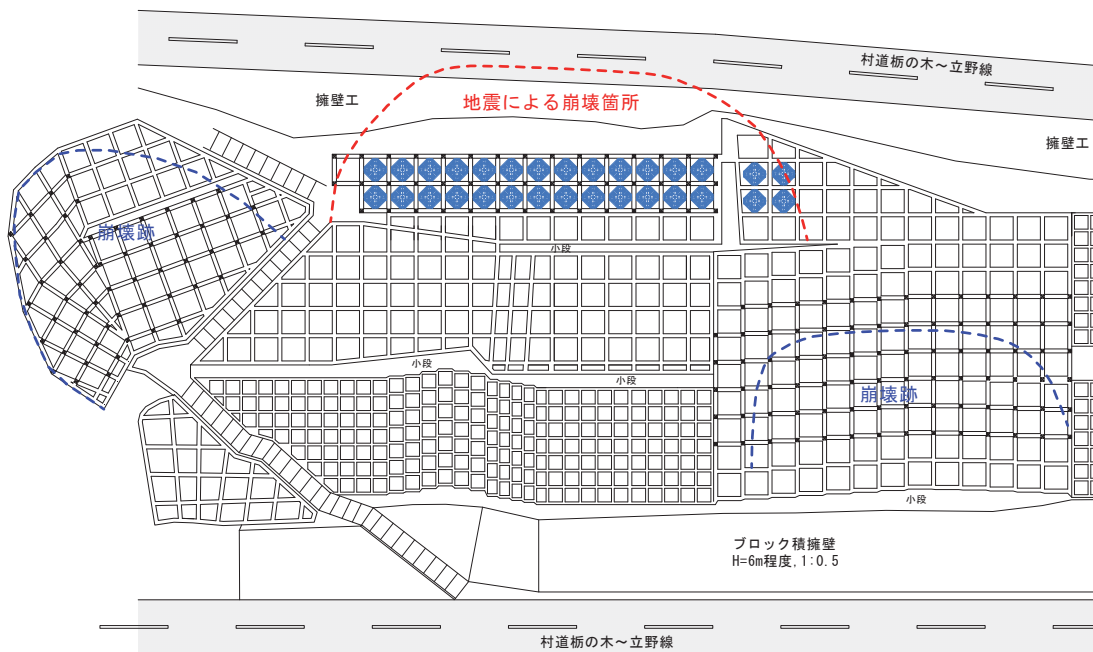 村道栃の木～立野線
擁壁工
地震による崩壊箇所
擁壁工
崩壊跡
小段
小段
小段
崩壊跡
小段
ブロック積擁壁
H=6m程度,1:0.5
村道栃の木～立野線